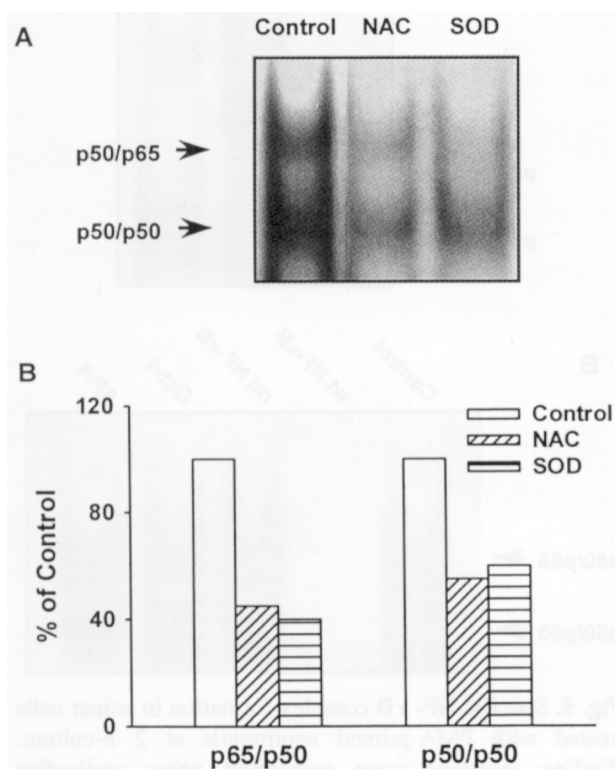 A
Control NAC SOD
p50/p65
p50/p50
B
120
80
40
0
% of Control
Control
NAC
SOD
p65/p50 p50/p50